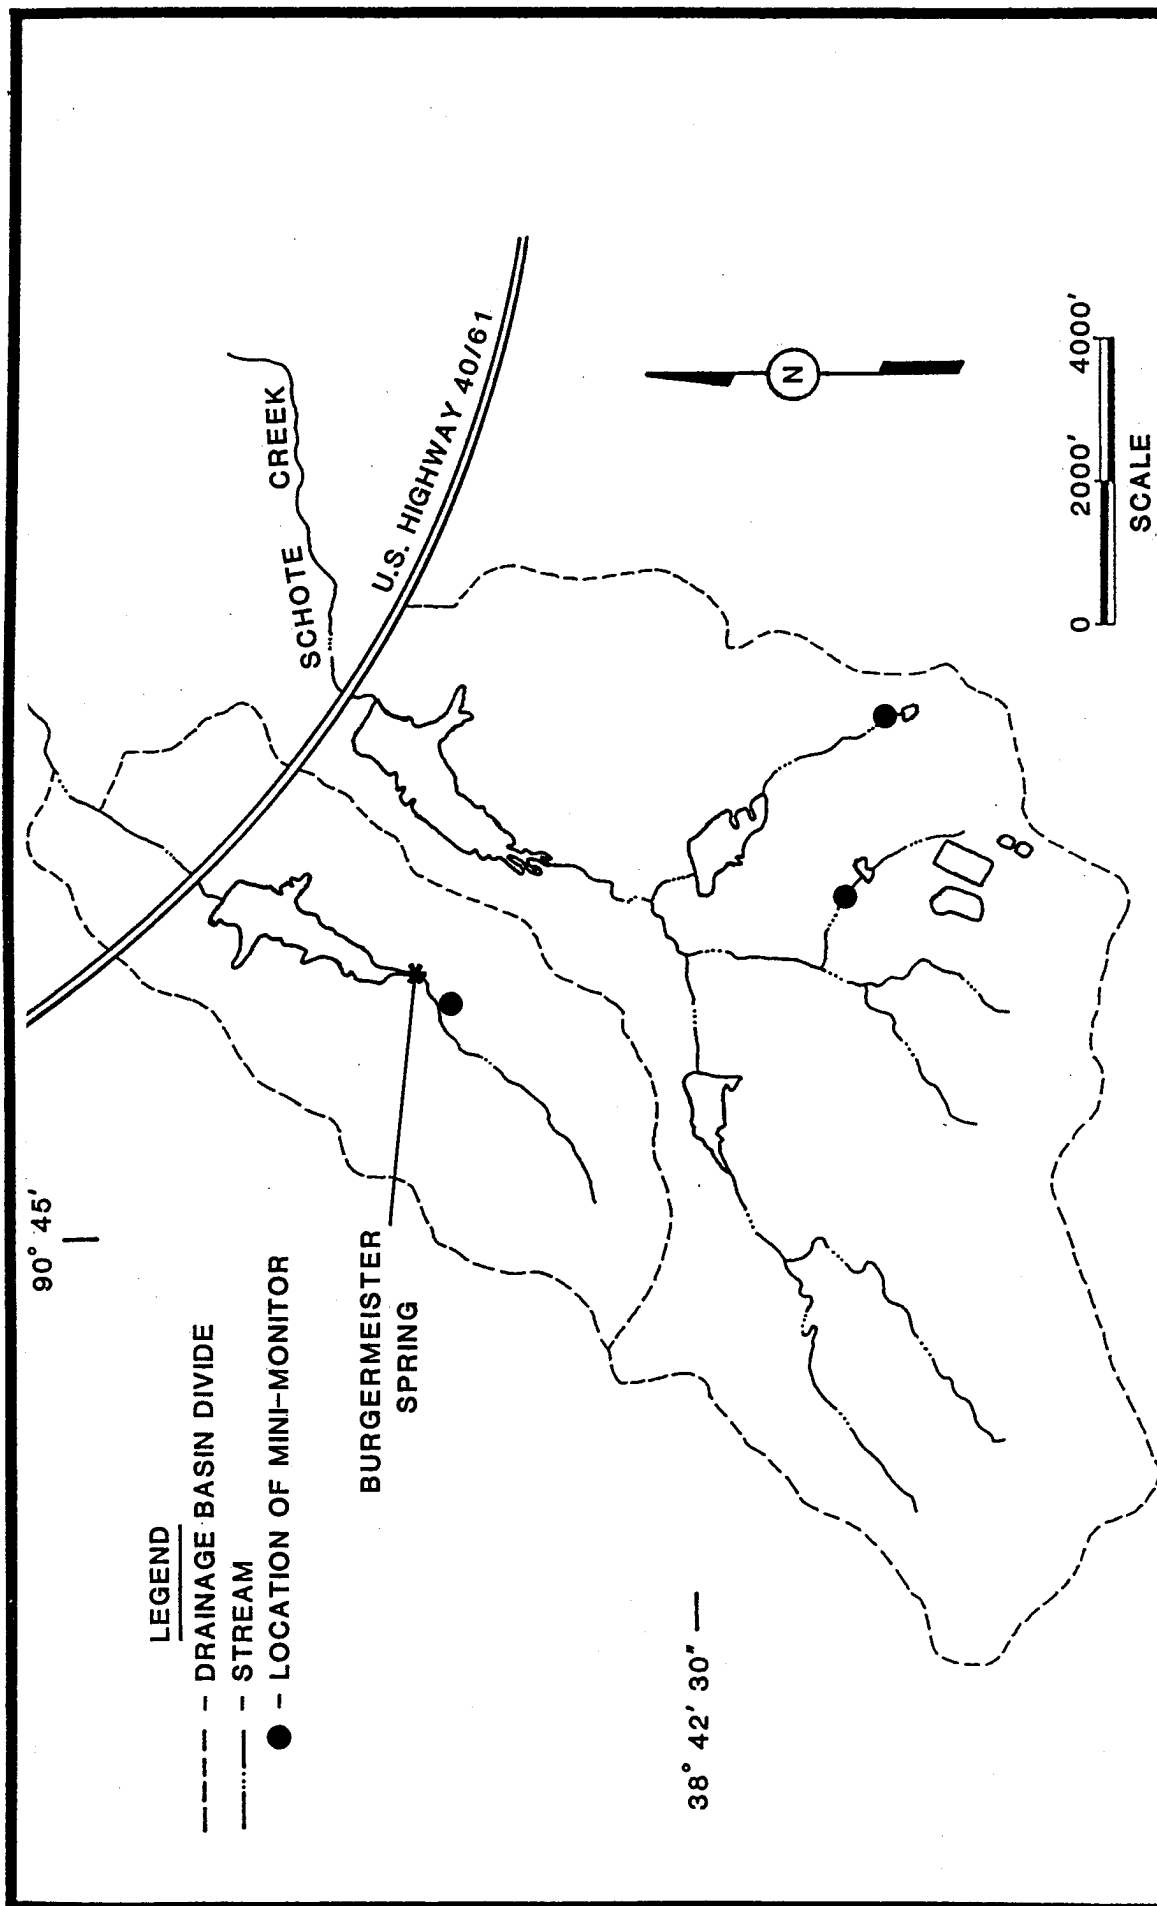 90° 45'
LEGEND
– DRAINAGE BASIN DIVIDE
– STREAM
– LOCATION OF MINI-MONITOR
BURGERMEISTER
SPRING
38° 42' 30"
SCHOTE CREEK
U.S. HIGHWAY 40/61
N
0 2000' 4000'
SCALE